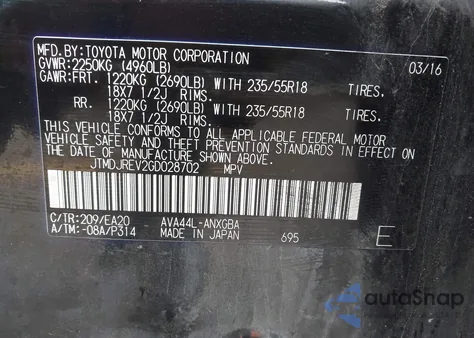 MFD.BY: TOYOTA MOTOR CORPORATION 03/16
GVWR: 2250KG (4960LB)
GAWR: FRT. 1220KG (2690LB) WITH 235/55R18 TIRES.
18X7 1/2J RIMS.
RR. 1220KG (2690LB) WITH 235/55R18 TIRES.
18X7 1/2J RIMS.
THIS VEHICLE CONFORMS TO ALL APPLICABLE FEDERAL MOTOR
VEHICLE SAFETY AND THEFT PREVENTION STANDARDS IN EFFECT ON
THE DATE OF MANUFACTURE SHOWN ABOVE.
JTMDJREV2GD028702 MPV
C/TR: 209/EA20 AVA44L-ANXGBA
A/TM: -08A/P314 MADE IN JAPAN 695 E
autoSnap